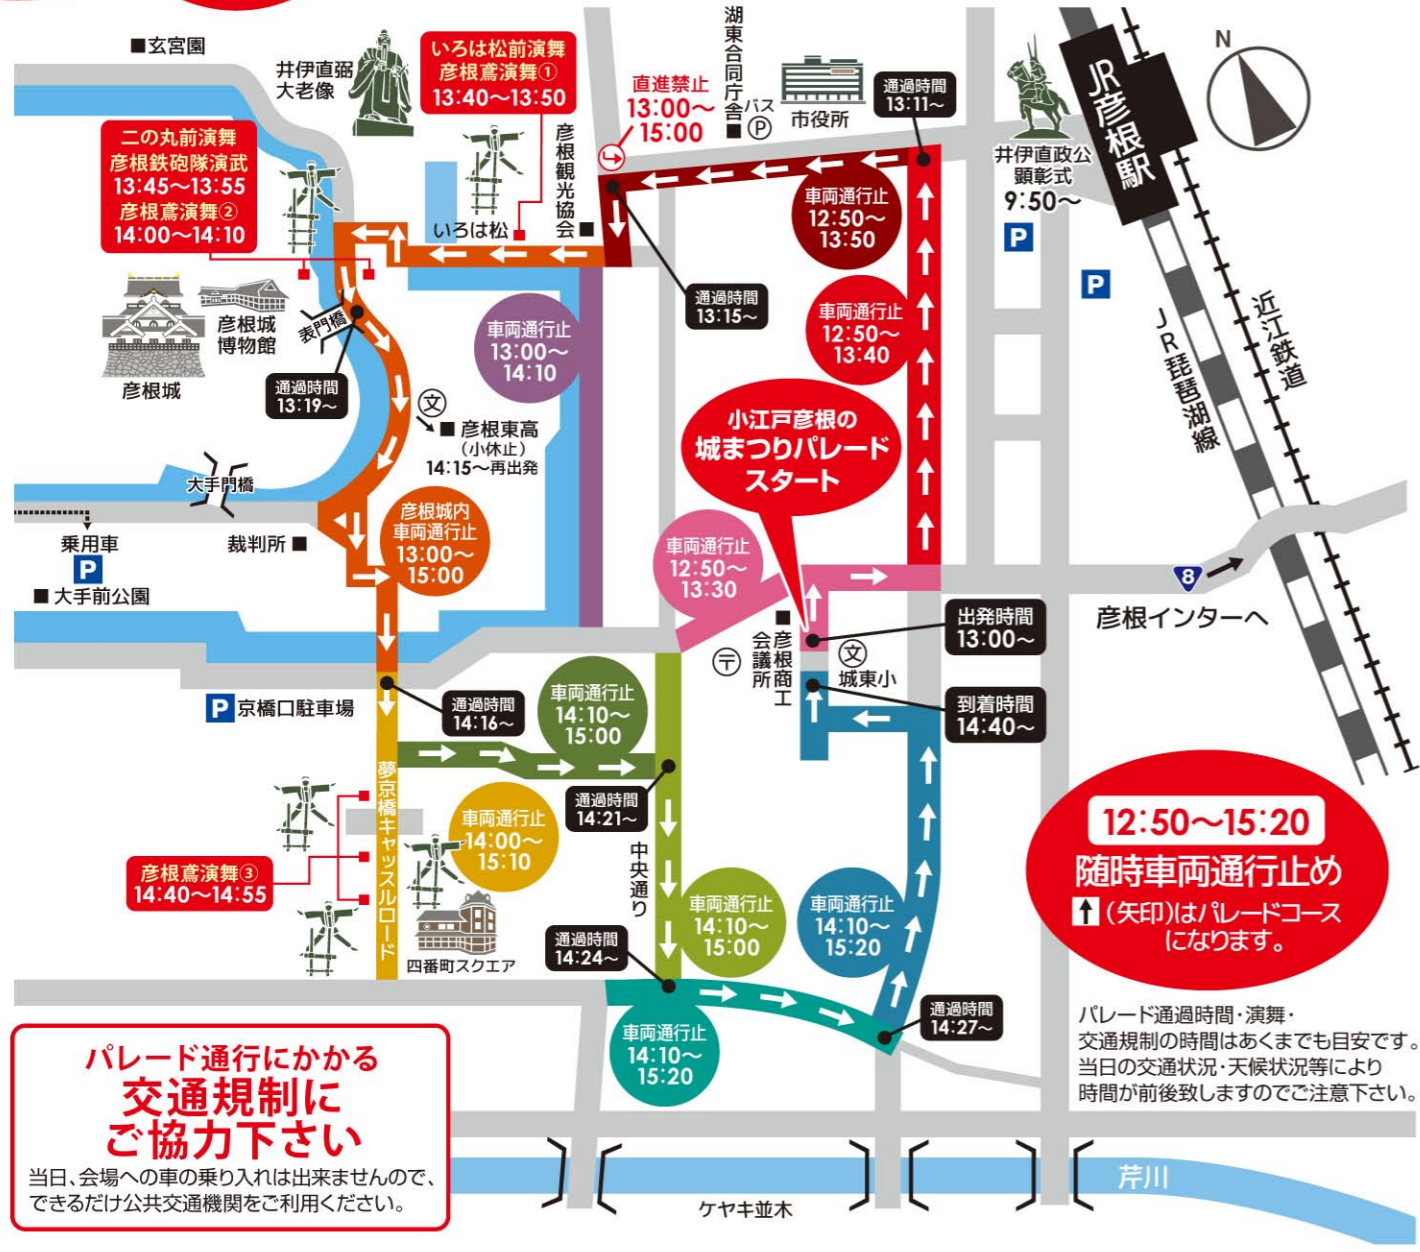 ■玄宮園
井伊直弼
大老像
いろは松前演舞
彦根鳶演舞①
13:40〜13:50
直進禁止
13:00〜
15:00
湖東合同庁舎■
バス
Ⓟ
市役所
通過時間
13:11〜
井伊直政公
顕彰式
9:50〜
P
P
JR彦根駅
N
近江鉄道
JR琵琶湖線
二の丸前演舞
彦根鉄砲隊演武
13:45〜13:55
彦根鳶演舞②
14:00〜14:10
彦根観光協会■
いろは松
車両通行止
12:50〜
13:50
通過時間
13:15〜
車両通行止
12:50〜
13:40
彦根城
博物館
彦根城
表門橋
通過時間
13:19〜
車両通行止
13:00〜
14:10
文
■彦根東高
(小休止)
14:15〜再出発
小江戸彦根の
城まつりパレード
スタート
大手門橋
乗用車
P
■大手前公園
裁判所■
彦根城内
車両通行止
13:00〜
15:00
車両通行止
12:50〜
13:30
8
彦根インターへ
出発時間
13:00〜
■彦根商工
会議所
〒
文
城東小
到着時間
14:40〜
P京橋口駐車場
通過時間
14:16〜
車両通行止
14:10〜
15:00
通過時間
14:21〜
夢京橋キャッスルロード
車両通行止
14:00〜
15:10
中央通り
彦根鳶演舞③
14:40〜14:55
四番町スクエア
通過時間
14:24〜
車両通行止
14:10〜
15:00
車両通行止
14:10〜
15:20
12:50〜15:20
随時車両通行止め
↑(矢印)はパレードコース
になります。
車両通行止
14:10〜
15:20
通過時間
14:27〜
パレード通過時間・演舞・
交通規制の時間はあくまでも目安です。
当日の交通状況・天候状況等により
時間が前後致しますのでご注意下さい。
パレード通行にかかる
交通規制に
ご協力下さい
当日、会場への車の乗り入れは出来ませんので、
できるだけ公共交通機関をご利用ください。
ケヤキ並木
芹川